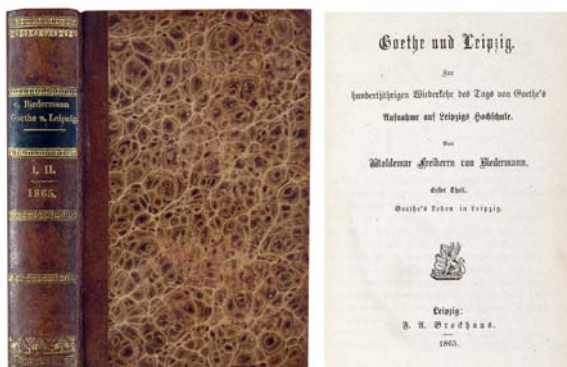 v. Biedermann
Goethe u. Leipzig.
I. II.
1865.
Goethe und Leipzig.
Zur
hundertjährigen Wiederkehr des Tags von Goethe's
Aufnahme auf Leipzigs Hochschule.
Von
Woldemar Freiherrn von Biedermann.
Erster Theil.
Goethe's Leben in Leipzig.
Leipzig:
F. A. Brockhaus.
1865.